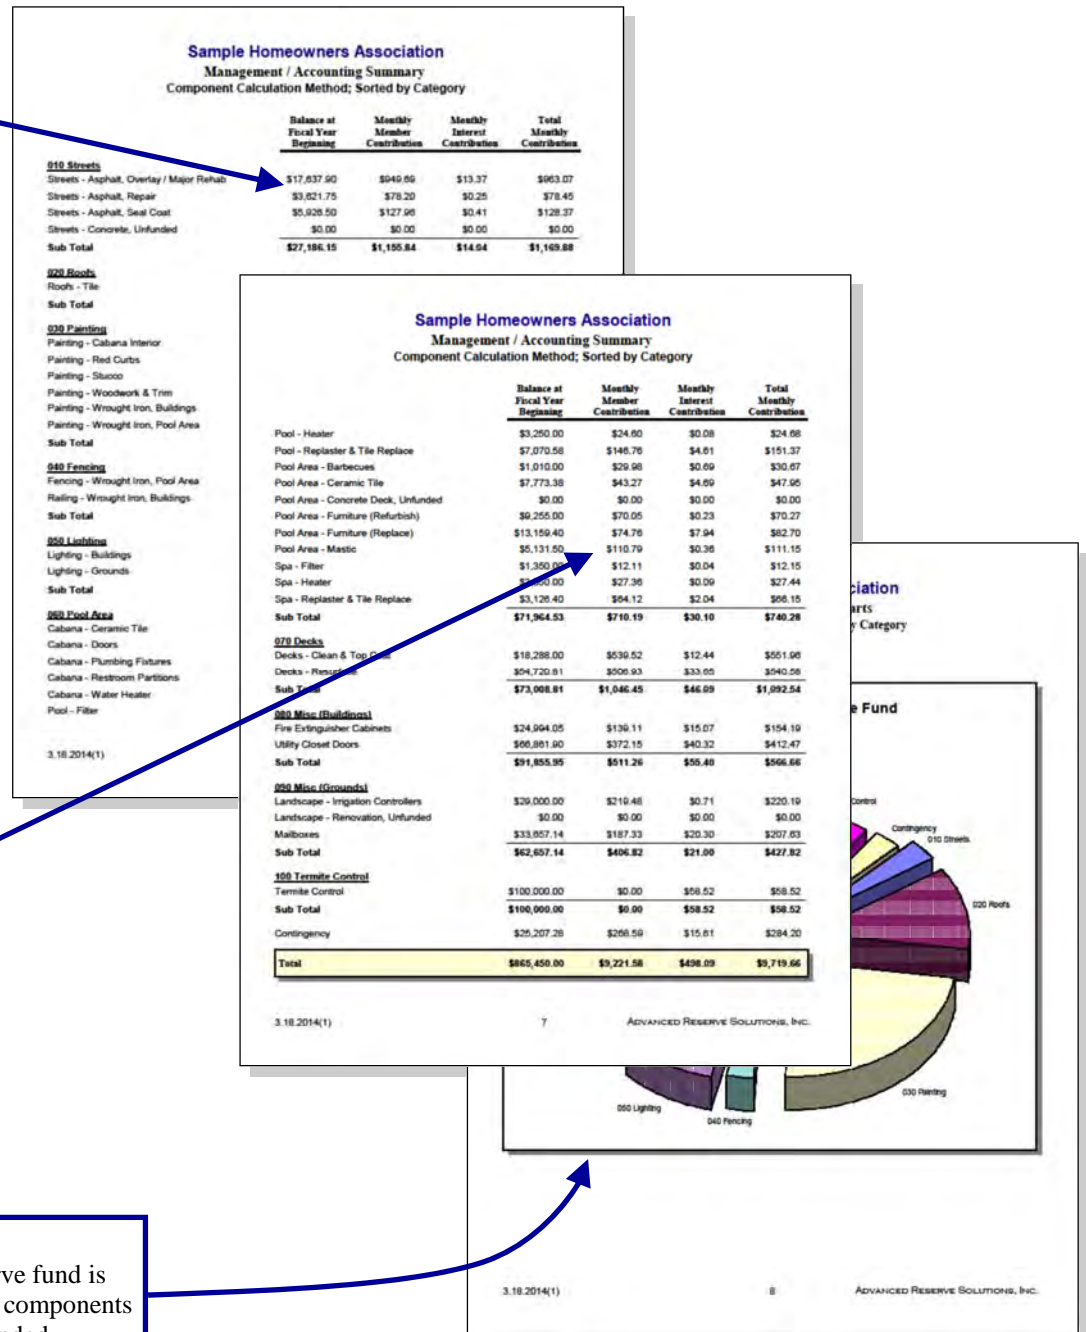 Sample Homeowners Association
Management / Accounting Summary
Component Calculation Method; Sorted by Category
Balance at Fiscal Year Beginning Monthly Member Contribution Monthly Interest Contribution Total Monthly Contribution
010 Streets
Streets - Asphalt, Overlay / Major Rehab $17,637.90 $949.69 $13.37 $963.07
Streets - Asphalt, Repair $3,621.75 $78.20 $0.25 $78.45
Streets - Asphalt, Seal Coat $5,926.50 $127.96 $0.41 $128.37
Streets - Concrete, Unfunded $0.00 $0.00 $0.00 $0.00
Sub Total $27,186.15 $1,155.84 $14.04 $1,169.88
020 Roofs
Roofs - Tile
Sub Total
030 Painting
Painting - Cabana Interior
Painting - Red Curbs
Painting - Stucco
Painting - Woodwork & Trim
Painting - Wrought Iron, Buildings
Painting - Wrought Iron, Pool Area
Sub Total
040 Fencing
Fencing - Wrought Iron, Pool Area
Railing - Wrought Iron, Buildings
Sub Total
050 Lighting
Lighting - Buildings
Lighting - Grounds
Sub Total
060 Pool Area
Cabana - Ceramic Tile
Cabana - Doors
Cabana - Plumbing Fixtures
Cabana - Restroom Partitions
Cabana - Water Heater
Pool - Filter
3.18.2014(1)
Sample Homeowners Association
Management / Accounting Summary
Component Calculation Method; Sorted by Category
Balance at Fiscal Year Beginning Monthly Member Contribution Monthly Interest Contribution Total Monthly Contribution
Pool - Heater $3,250.00 $24.60 $0.08 $24.68
Pool - Replaster & Tile Replace $7,070.58 $146.76 $4.61 $151.37
Pool Area - Barbecues $1,010.00 $29.98 $0.69 $30.67
Pool Area - Ceramic Tile $7,773.38 $43.27 $4.69 $47.95
Pool Area - Concrete Deck, Unfunded $0.00 $0.00 $0.00 $0.00
Pool Area - Furniture (Refurbish) $9,255.00 $70.05 $0.23 $70.27
Pool Area - Furniture (Replace) $13,159.40 $74.76 $7.94 $82.70
Pool Area - Mastic $5,131.50 $110.79 $0.36 $111.15
Spa - Filter $1,350.00 $12.11 $0.04 $12.15
Spa - Heater $27.36 $0.09 $27.44
Spa - Replaster & Tile Replace $3,126.40 $64.12 $2.04 $66.15
Sub Total $71,964.53 $710.19 $30.10 $740.28
070 Decks
Decks - Clean & Top $18,288.00 $539.52 $12.44 $551.96
Decks - $54,720.81 $506.93 $33.65 $540.58
Sub Total $73,008.81 $1,046.45 $46.09 $1,092.54
080 Misc (Buildings)
Fire Extinguisher Cabinets $24,994.05 $139.11 $15.07 $154.19
Utility Closet Doors $66,861.90 $372.15 $40.32 $412.47
Sub Total $91,855.95 $511.26 $55.40 $566.66
090 Misc (Grounds)
Landscape - Irrigation Controllers $29,000.00 $219.48 $0.71 $220.19
Landscape - Renovation, Unfunded $0.00 $0.00 $0.00 $0.00
Mailboxes $33,657.14 $187.33 $20.30 $207.63
Sub Total $62,657.14 $406.82 $21.00 $427.82
100 Termite Control
Termite Control $100,000.00 $0.00 $58.52 $58.52
Sub Total $100,000.00 $0.00 $58.52 $58.52
Contingency $25,207.28 $268.59 $15.61 $284.20
Total $865,450.00 $9,221.58 $498.09 $9,719.66
3.18.2014(1) 7 ADVANCED RESERVE SOLUTIONS, INC.
ciation
arts
y Category
e Fund
Control
Contingency
010 Streets
020 Roofs
030 Painting
050 Lighting
040 Fencing
ve fund is
components
3.18.2014(1) 8 ADVANCED RESERVE SOLUTIONS, INC.